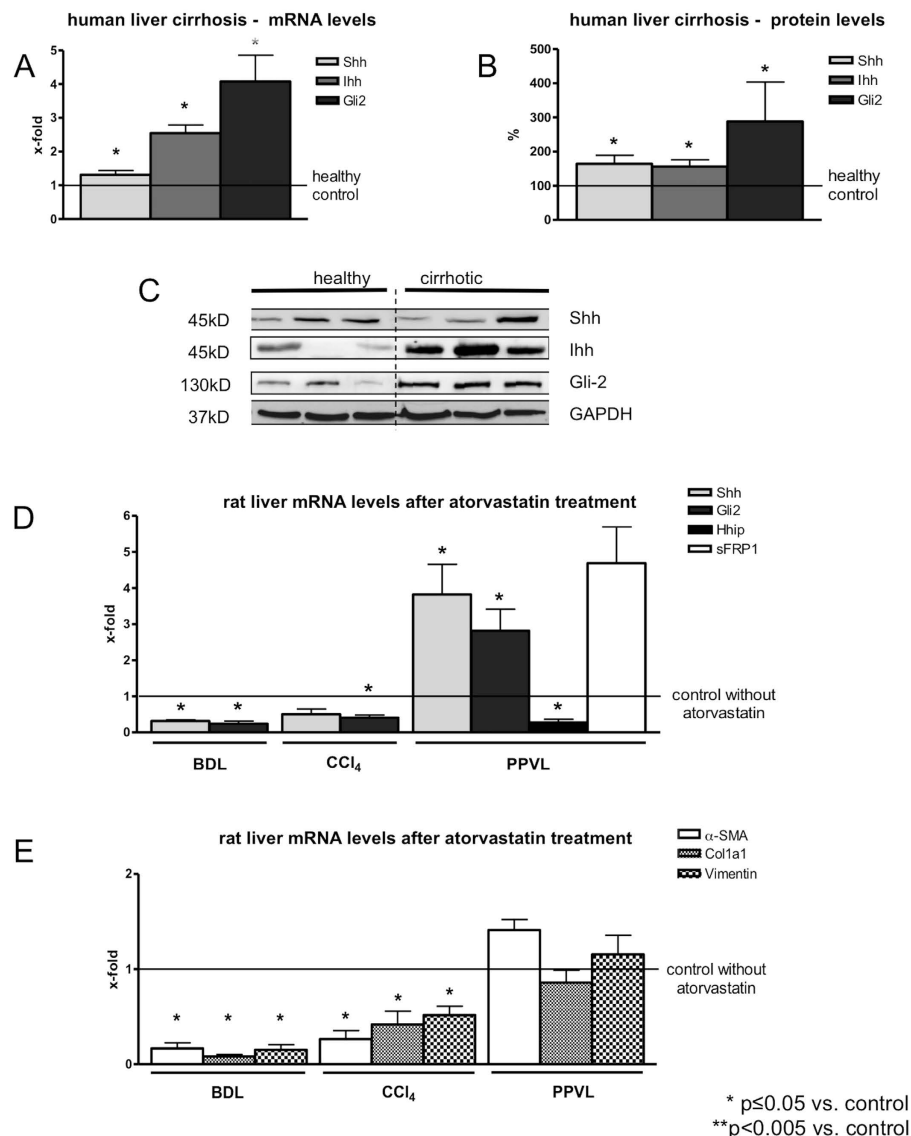 human liver cirrhosis - mRNA levels
A
5
4
3
2
1
0
x-fold
*
*
*
Shh
Ihh
Gli2
healthy
control
human liver cirrhosis - protein levels
B
500
400
300
200
100
0
%
*
*
*
Shh
Ihh
Gli2
healthy
control
C
healthy cirrhotic
45kD Shh
45kD Ihh
130kD Gli-2
37kD GAPDH
D
rat liver mRNA levels after atorvastatin treatment
Shh
Gli2
Hhip
sFRP1
6
5
4
3
2
1
0
x-fold
* * * * * *
control without
atorvastatin
BDL CCl₄ PPVL
E
rat liver mRNA levels after atorvastatin treatment
α-SMA
Col1a1
Vimentin
2
1
0
x-fold
* * * * * *
control without
atorvastatin
BDL CCl₄ PPVL
* p≤0.05 vs. control
**p<0.005 vs. control